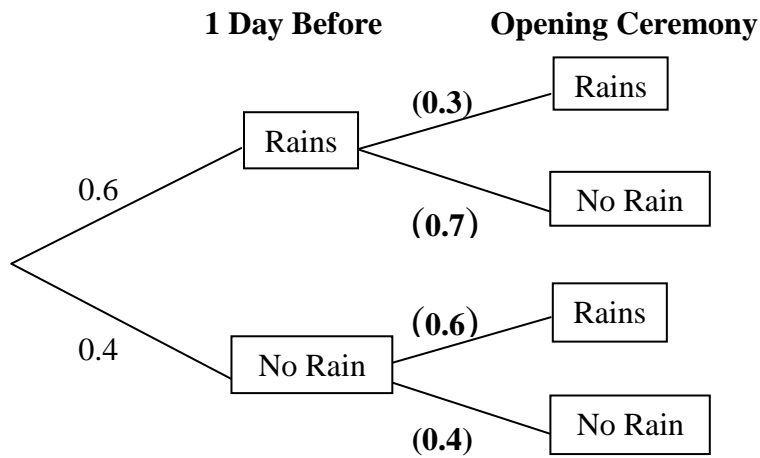 1 Day Before Opening Ceremony
Rains
(0.3)
Rains
0.6
No Rain
(0.7)
Rains
(0.6)
0.4
No Rain
No Rain
(0.4)